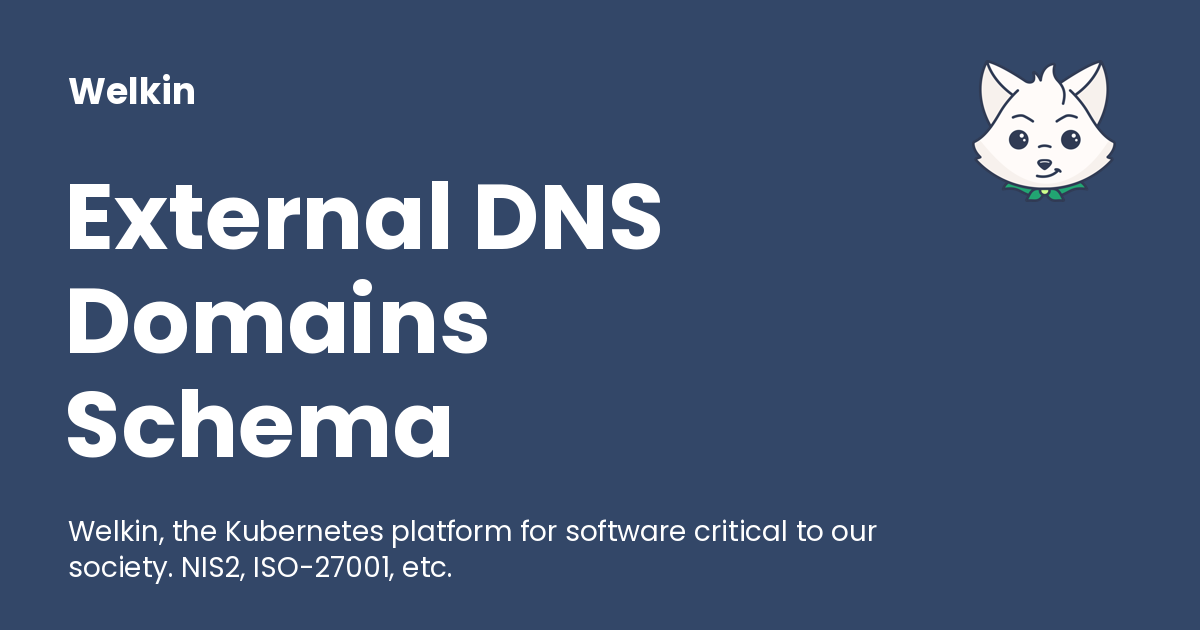 Welkin
External DNS
Domains
Schema
Welkin, the Kubernetes platform for software critical to our
society. NIS2, ISO-27001, etc.